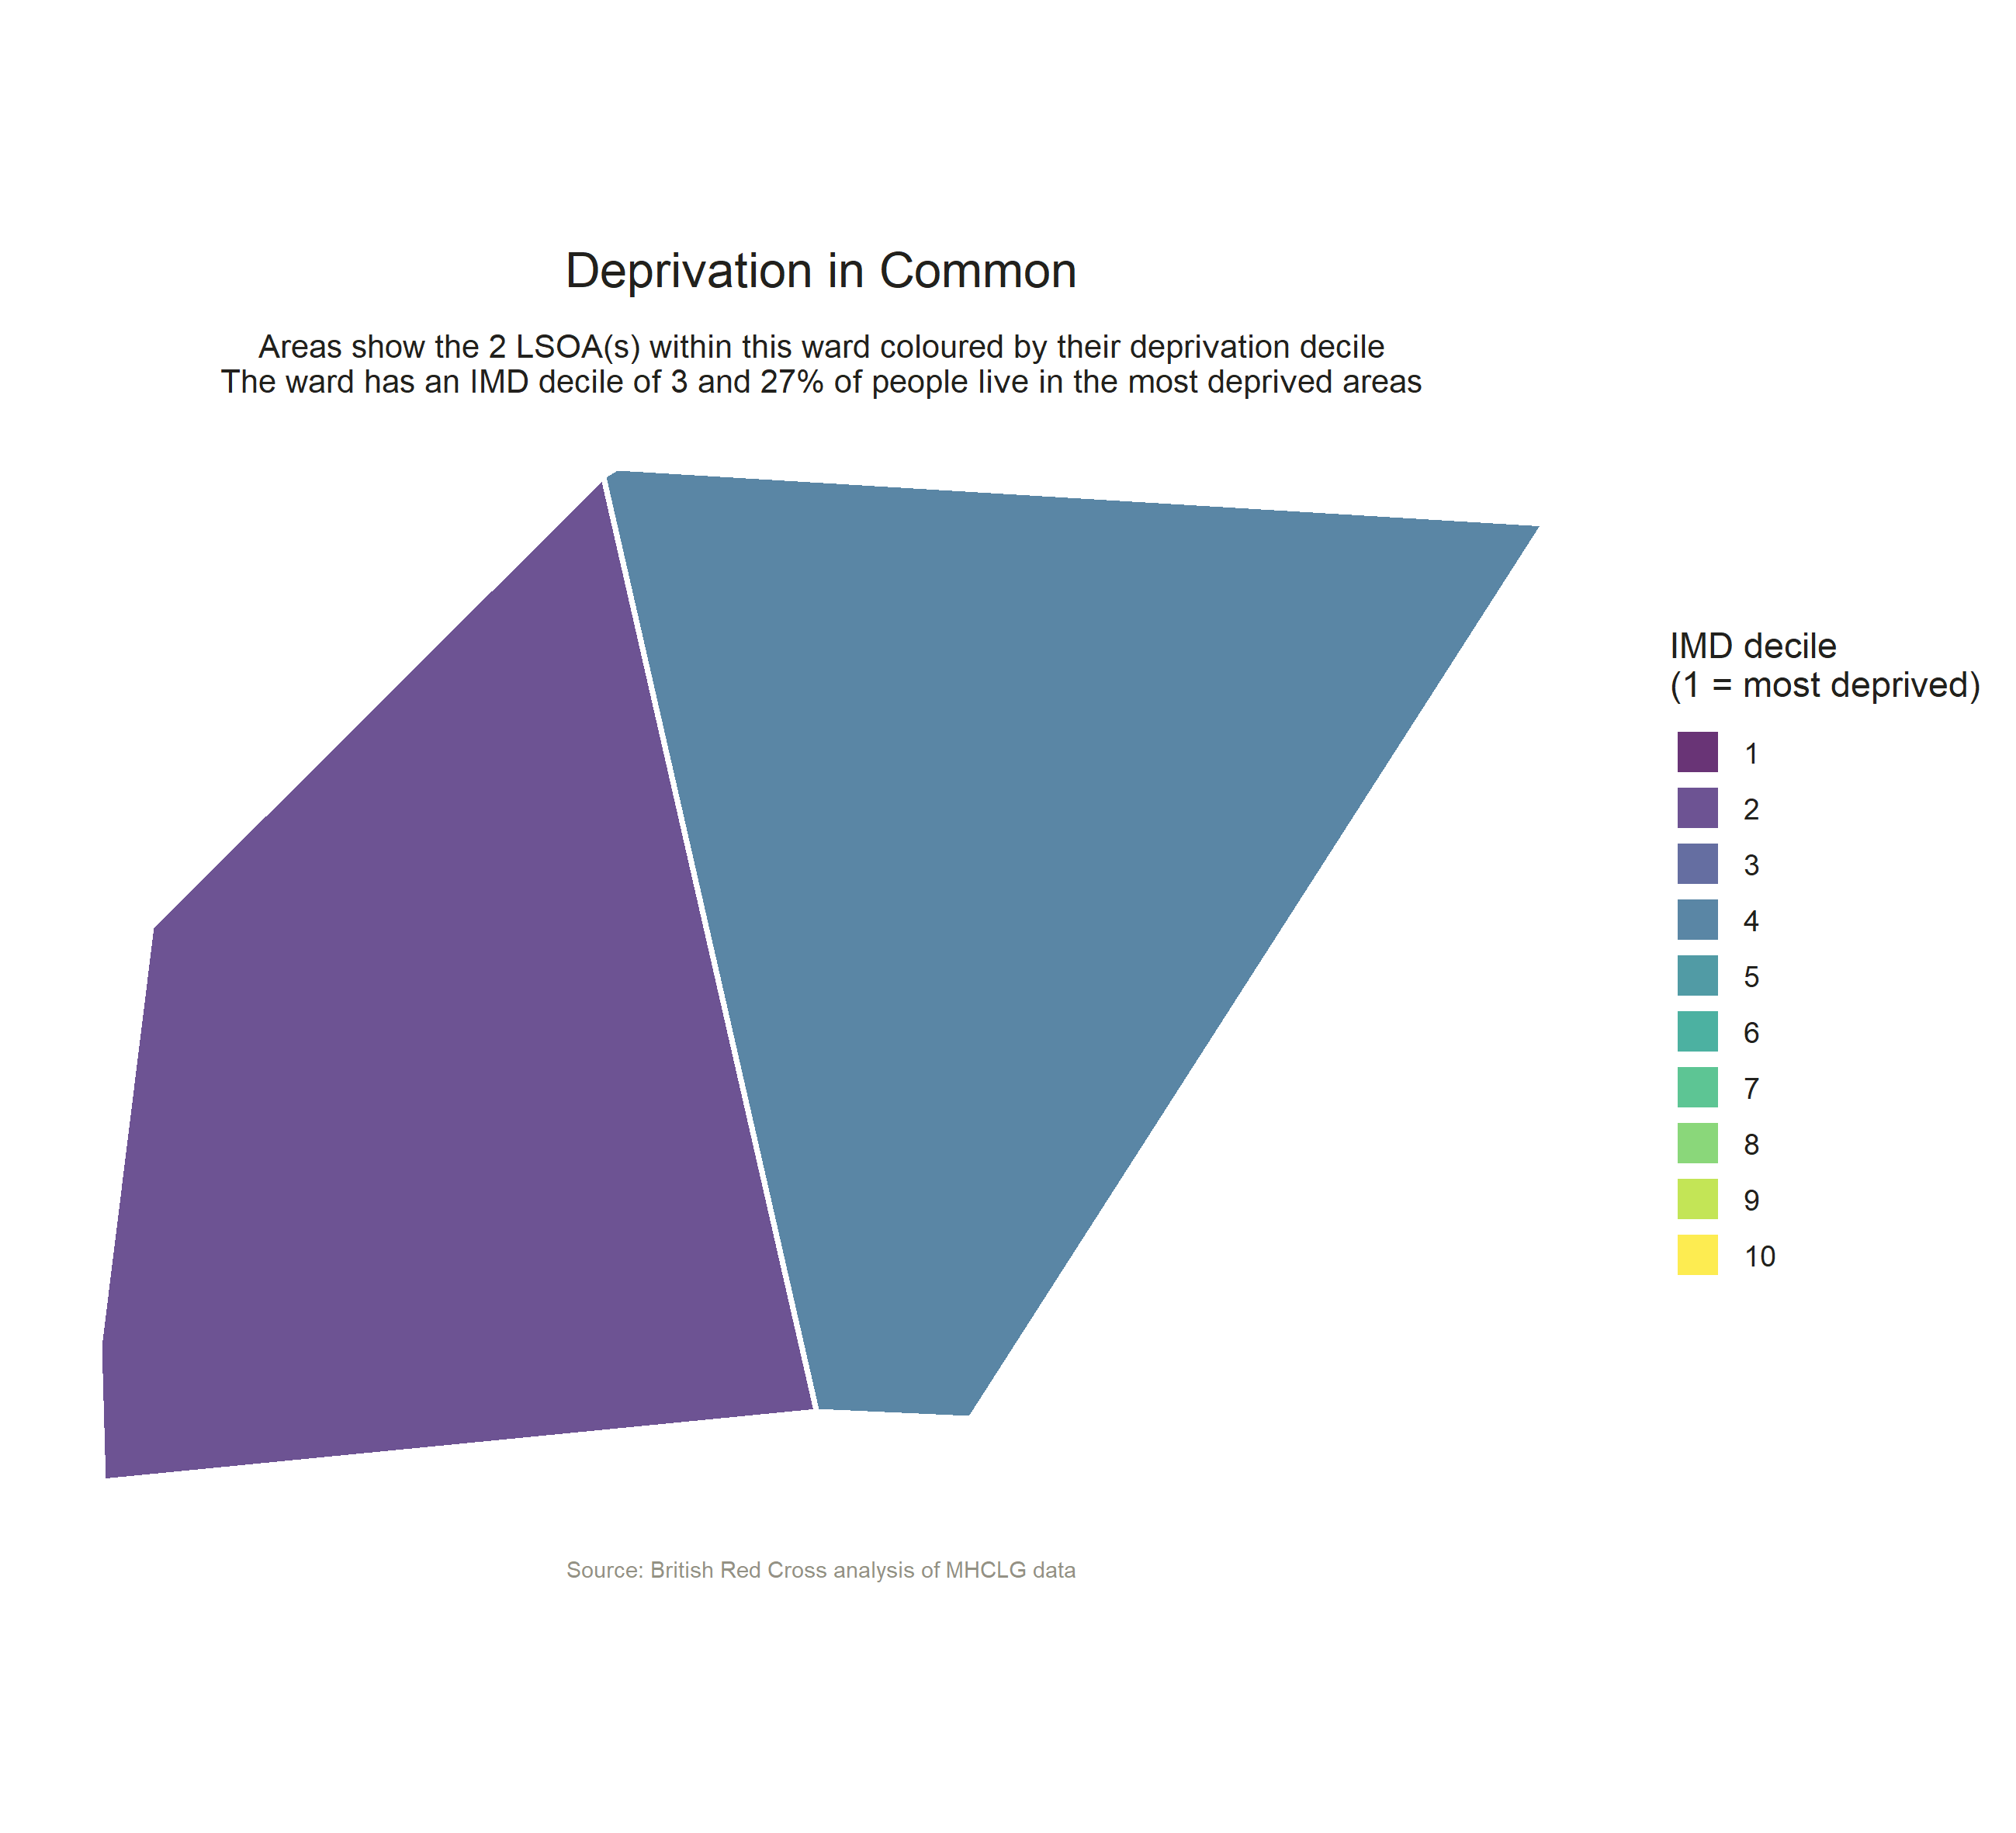 Deprivation in Common
Areas show the 2 LSOA(s) within this ward coloured by their deprivation decile
The ward has an IMD decile of 3 and 27% of people live in the most deprived areas
IMD decile
(1 = most deprived)
1
2
3
4
5
6
7
8
9
10
Source: British Red Cross analysis of MHCLG data